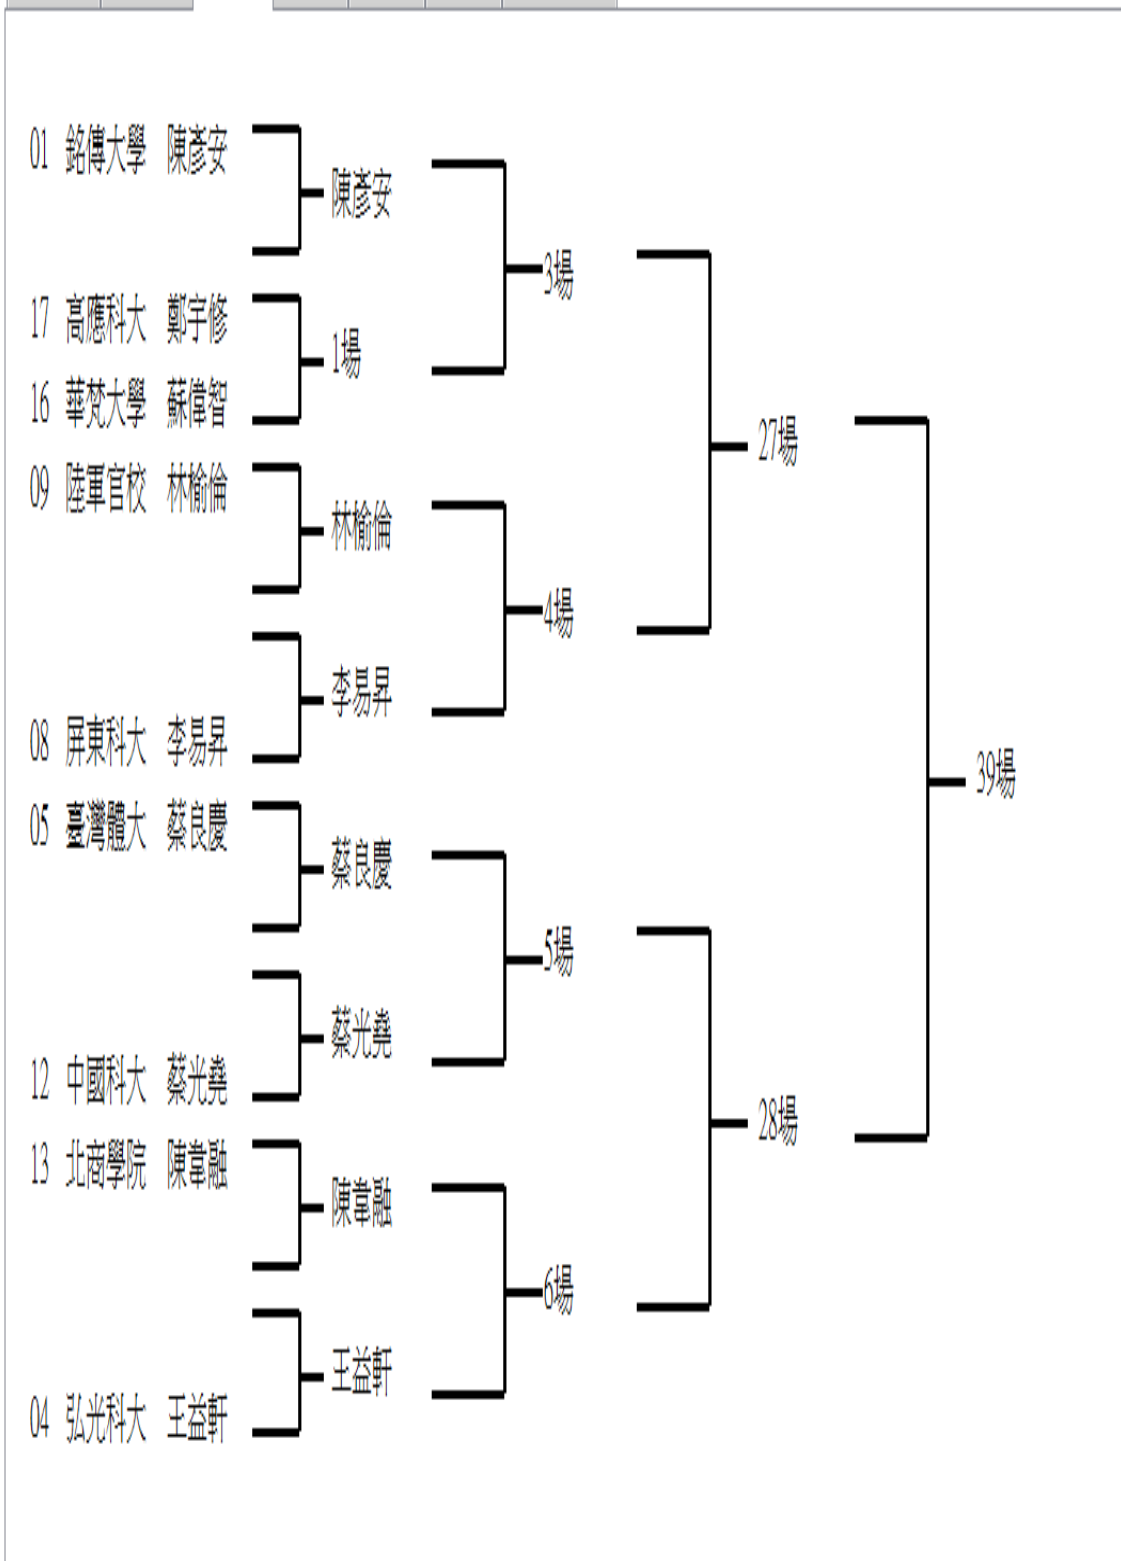 01 銘傳大學 陳彥安
陳彥安
3場
17 高應科大 鄭宇修
1場
16 華梵大學 蘇偉智
27場
09 陸軍官校 林榆倫
林榆倫
4場
李易昇
08 屏東科大 李易昇
39場
05 臺灣體大 蔡良慶
蔡良慶
5場
蔡光堯
12 中國科大 蔡光堯
28場
13 北商學院 陳韋融
陳韋融
6場
王益軒
04 弘光科大 王益軒